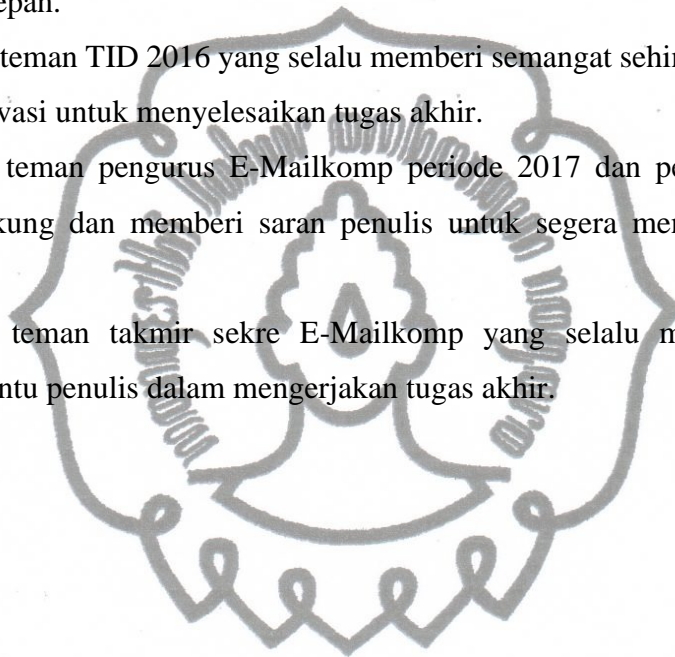 epan.
teman TID 2016 yang selalu memberi semangat sehin
vasi untuk menyelesaikan tugas akhir.
teman pengurus E-Mailkomp periode 2017 dan pe
kung dan memberi saran penulis untuk segera mer
teman takmir sekre E-Mailkomp yang selalu m
ntu penulis dalam mengerjakan tugas akhir.